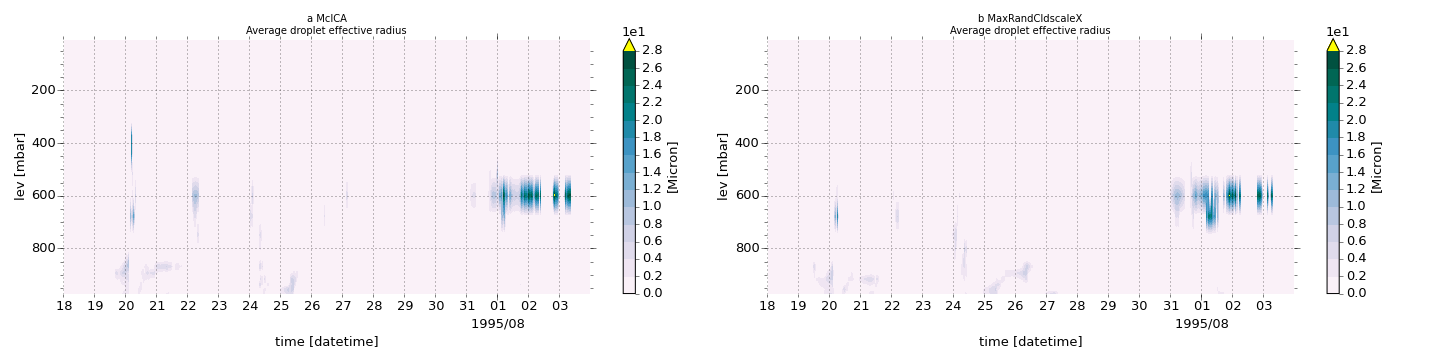 a McICA
Average droplet effective radius
1e1
2.8
2.6
2.4
2.2
2.0
1.8
1.6
1.4
1.2
1.0
0.8
0.6
0.4
0.2
0.0
[Micron]
lev [mbar]
200
400
600
800
18 19 20 21 22 23 24 25 26 27 28 29 30 31 01 02 03
1995/08
time [datetime]
b MaxRandCldscaleX
Average droplet effective radius
1e1
2.8
2.6
2.4
2.2
2.0
1.8
1.6
1.4
1.2
1.0
0.8
0.6
0.4
0.2
0.0
[Micron]
lev [mbar]
200
400
600
800
18 19 20 21 22 23 24 25 26 27 28 29 30 31 01 02 03
1995/08
time [datetime]